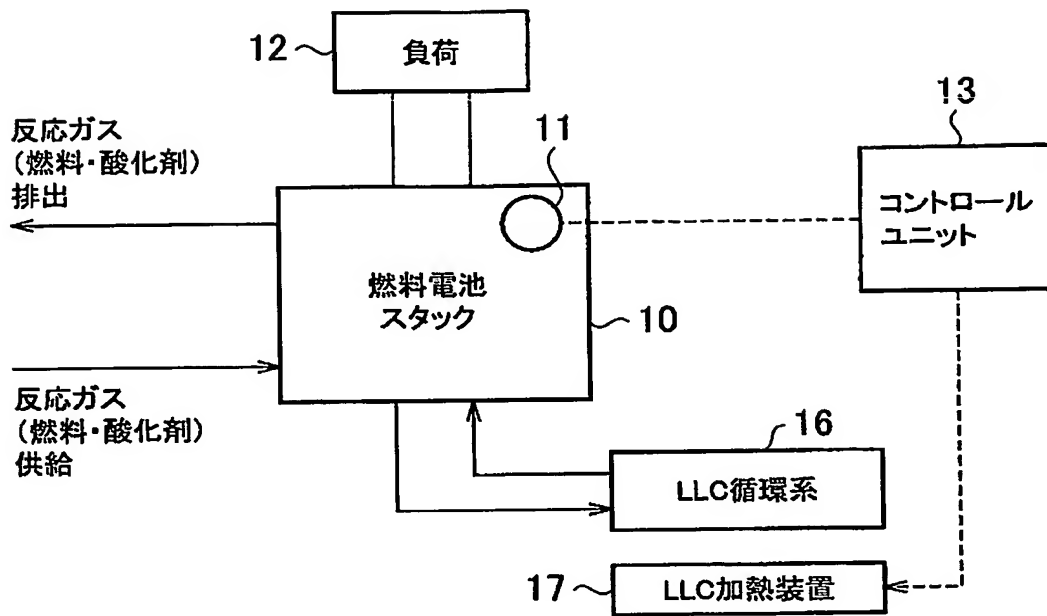 12
負荷
13
反応ガス
(燃料・酸化剤)
排出
11
コントロール
ユニット
燃料電池
スタック
10
反応ガス
(燃料・酸化剤)
供給
16
LLC循環系
17
LLC加熱装置